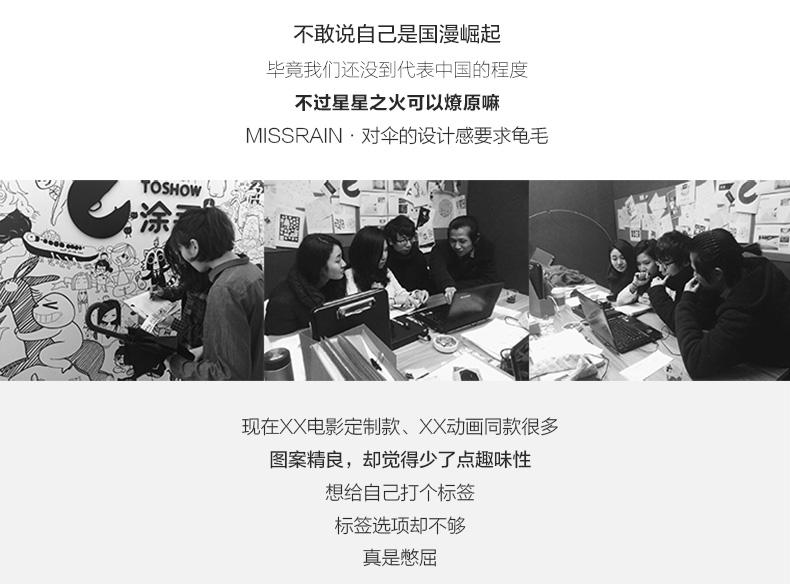 不敢说自己是国漫崛起
毕竟我们还没到代表中国的程度
不过星星之火可以燎原嘛
MISSRAIN · 对伞的设计感要求龟毛
TOSHOW
涂
现在XX电影定制款、XX动画同款很多
图案精良，却觉得少了点趣味性
想给自己打个标签
标签选项却不够
真是憋屈